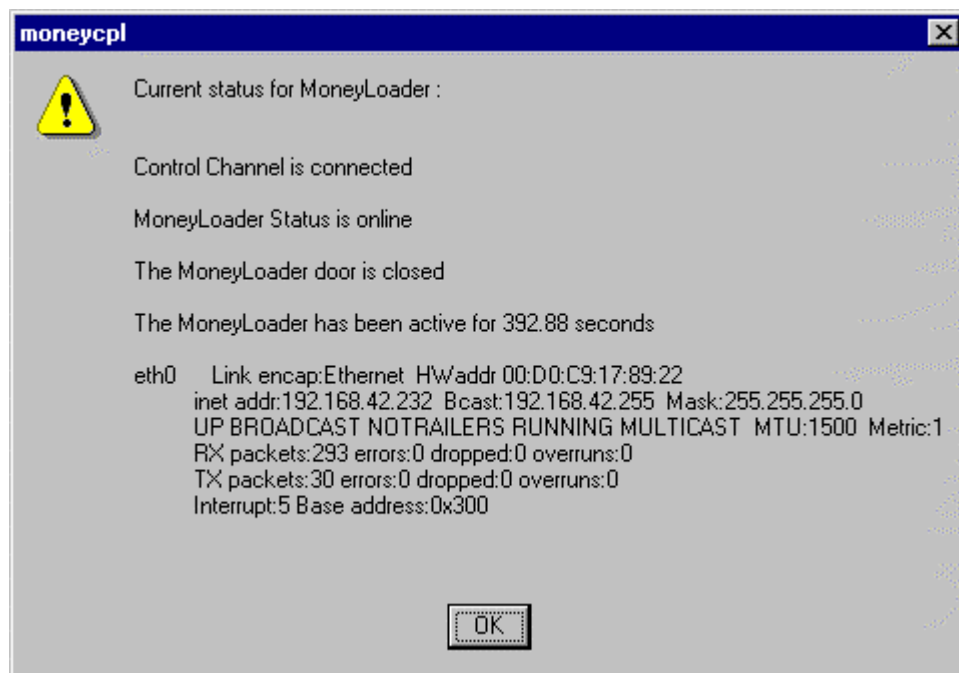 moneycpl
Current status for MoneyLoader :
Control Channel is connected
MoneyLoader Status is online
The MoneyLoader door is closed
The MoneyLoader has been active for 392.88 seconds
eth0 Link encap:Ethernet HWaddr 00:D0:C9:17:89:22
inet addr:192.168.42.232 Bcast:192.168.42.255 Mask:255.255.255.0
UP BROADCAST NOTRAILERS RUNNING MULTICAST MTU:1500 Metric:1
RX packets:293 errors:0 dropped:0 overruns:0
TX packets:30 errors:0 dropped:0 overruns:0
Interrupt:5 Base address:0x300
OK